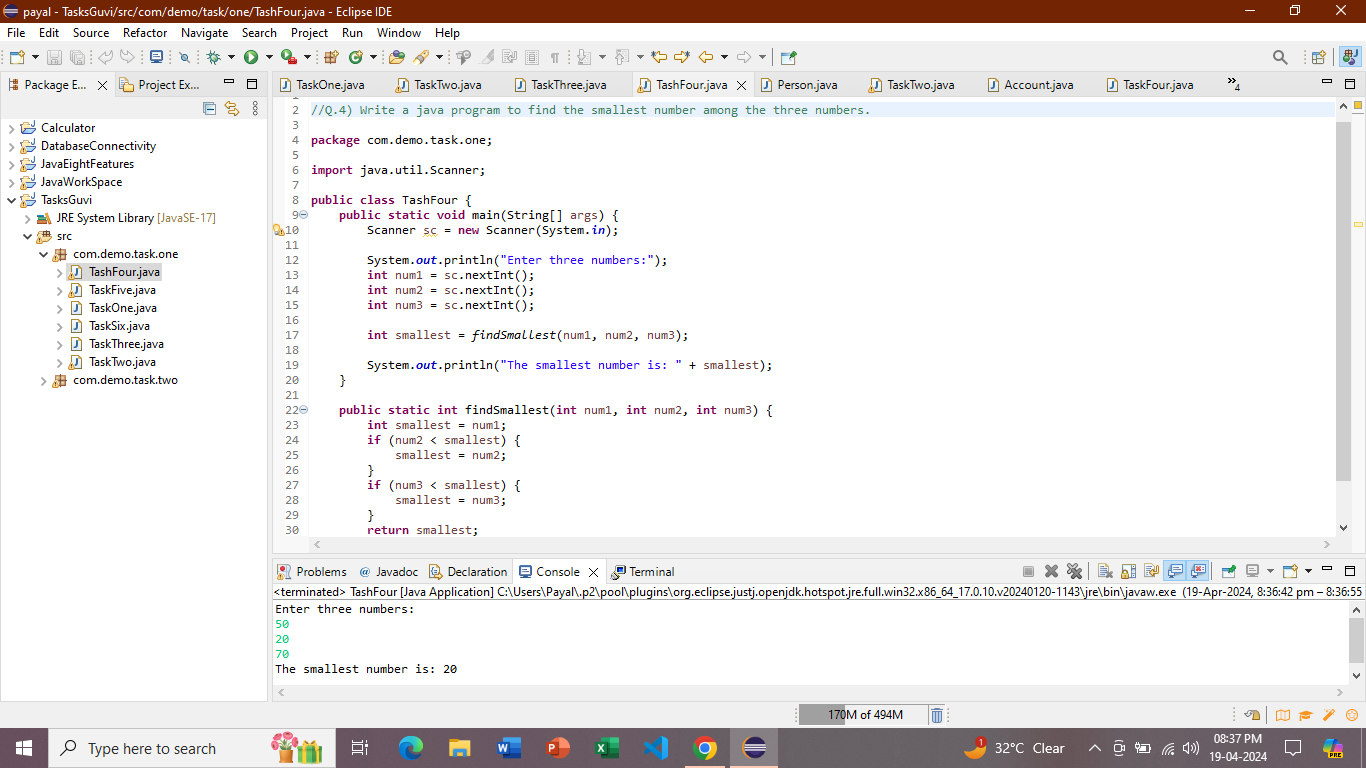 payal - TasksGuvi/src/com/demo/task/one/TashFour.java - Eclipse IDE
File Edit Source Refactor Navigate Search Project Run Window Help
Package E... Project Ex...
TaskOne.java TaskTwo.java TaskThree.java TashFour.java Person.java TaskTwo.java Account.java TaskFour.java 4
Calculator
DatabaseConnectivity
JavaEightFeatures
JavaWorkSpace
TasksGuvi
JRE System Library [JavaSE-17]
src
com.demo.task.one
TashFour.java
TaskFive.java
TaskOne.java
TaskSix.java
TaskThree.java
TaskTwo.java
com.demo.task.two
2 //Q.4) Write a java program to find the smallest number among the three numbers.
3
4 package com.demo.task.one;
5
6 import java.util.Scanner;
7
8 public class TashFour {
9 public static void main(String[] args) {
10 Scanner sc = new Scanner(System.in);
11
12 System.out.println("Enter three numbers:");
13 int num1 = sc.nextInt();
14 int num2 = sc.nextInt();
15 int num3 = sc.nextInt();
16
17 int smallest = findSmallest(num1, num2, num3);
18
19 System.out.println("The smallest number is: " + smallest);
20 }
21
22 public static int findSmallest(int num1, int num2, int num3) {
23 int smallest = num1;
24 if (num2 < smallest) {
25 smallest = num2;
26 }
27 if (num3 < smallest) {
28 smallest = num3;
29 }
30 return smallest;
Problems @ Javadoc Declaration Console Terminal
<terminated> TashFour [Java Application] C:\Users\Payal\.p2\pool\plugins\org.eclipse.justj.openjdk.hotspot.jre.full.win32.x86_64_17.0.10.v20240120-1143\jre\bin\javaw.exe (19-Apr-2024, 8:36:42 pm – 8:36:55
Enter three numbers:
50
20
70
The smallest number is: 20
170M of 494M
Type here to search
1 32°C Clear
08:37 PM
19-04-2024
PRE